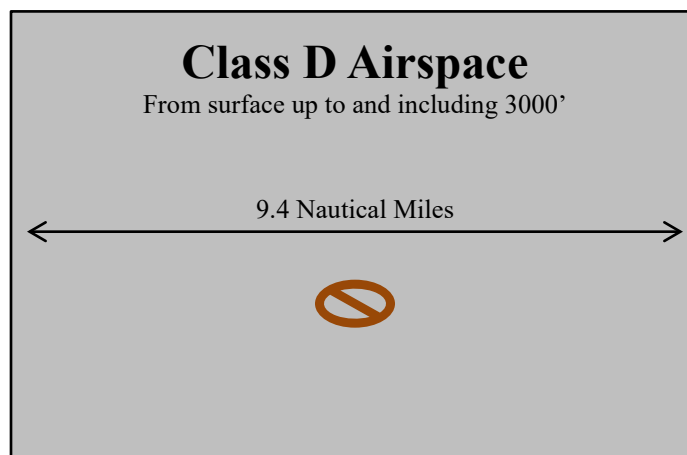 Class D Airspace
From surface up to and including 3000’
9.4 Nautical Miles